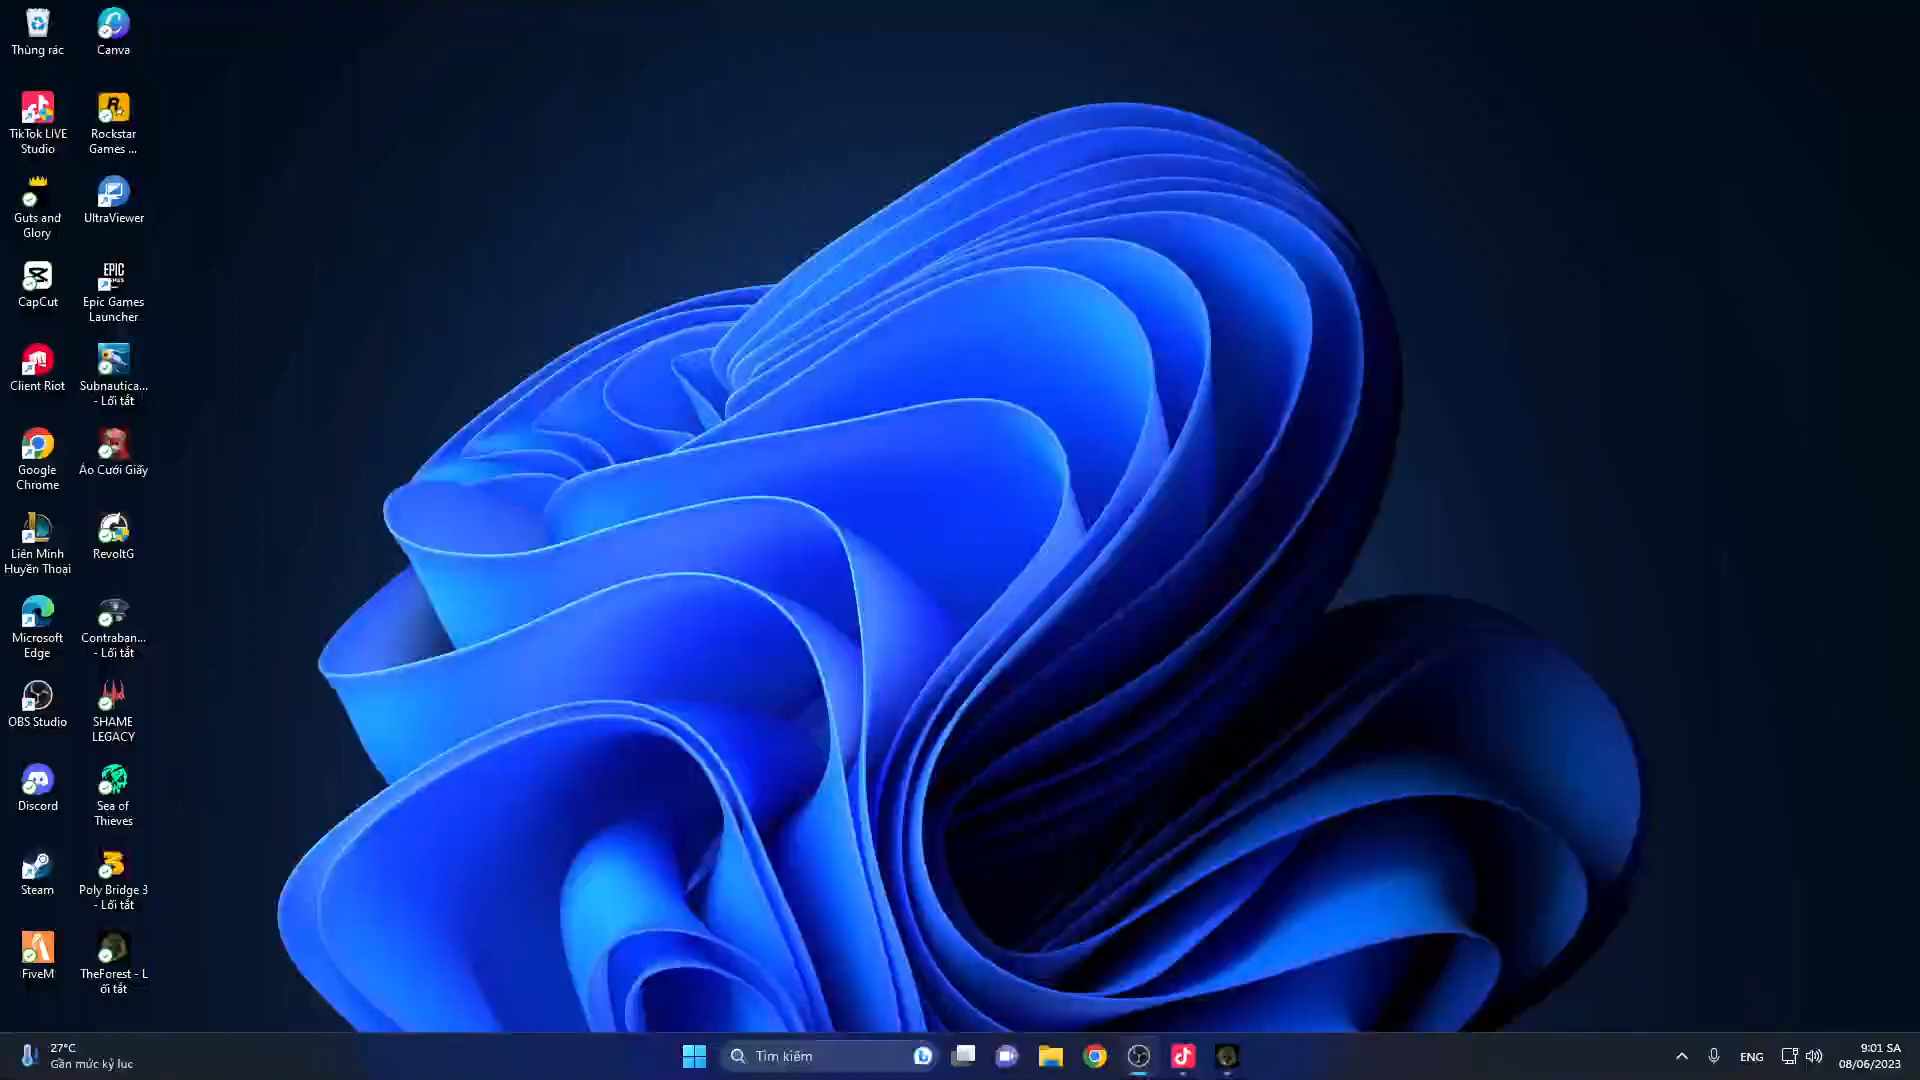 Thùng rác
Canva
TikTok LIVE
Studio
Rockstar
Games ...
Guts and
Glory
UltraViewer
CapCut
EPIC
Epic Games
Launcher
Client Riot
Subnautica...
- Lối tắt
Google
Chrome
Áo Cưới Giấy
Liên Minh
Huyền Thoại
RevoltG
Microsoft
Edge
Contraban...
- Lối tắt
OBS Studio
SHAME
LEGACY
Discord
Sea of
Thieves
Steam
Poly Bridge 3
- Lối tắt
FiveM
TheForest - L
ối tắt
27°C
Gần mức kỷ lục
Tìm kiếm
ENG
9:01 SA
08/06/2023